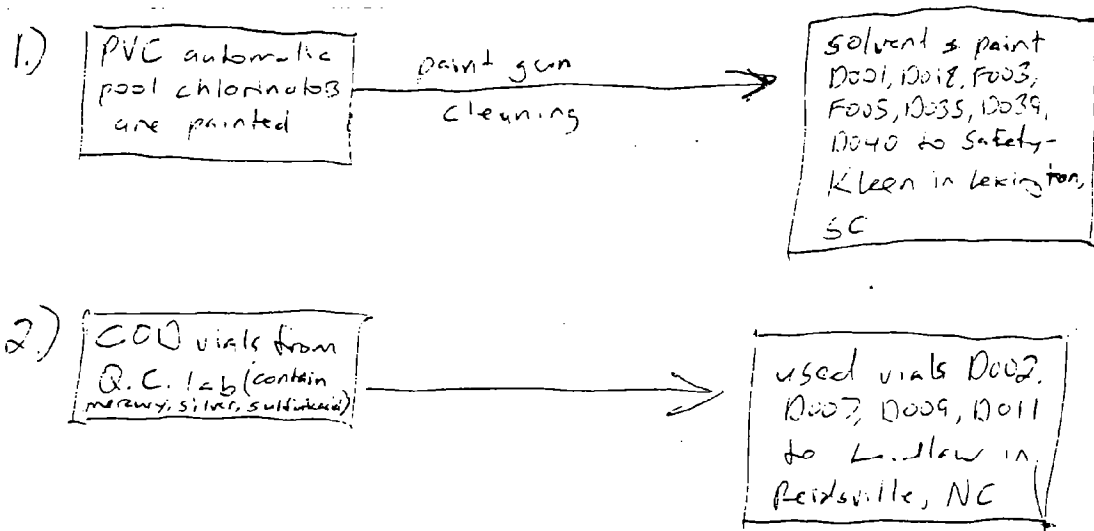 1.)
PVC automatic
pool chlorinators
are painted
paint gun
cleaning
solvents paint
D001, D018, F003,
F005, D035, D039,
D040 to Safety-
Kleen in Lexington,
SC
2.)
COD vials from
Q.C. lab (contain
mercury, silver, sulfuric acid)
used vials D002,
D007, D009, D011
to Laidlaw in
Reidsville, NC